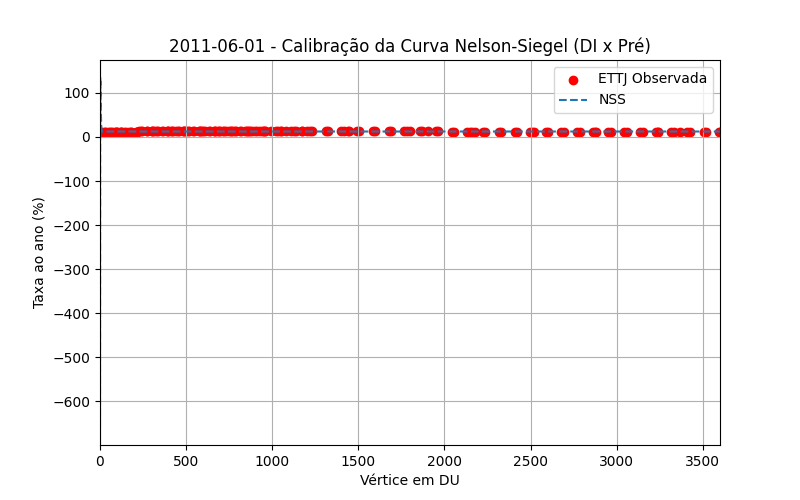 2011-06-01 - Calibração da Curva Nelson-Siegel (DI x Pré)
ETTJ Observada
NSS
100
0
−100
−200
−300
−400
−500
−600
Taxa ao ano (%)
0 500 1000 1500 2000 2500 3000 3500
Vértice em DU